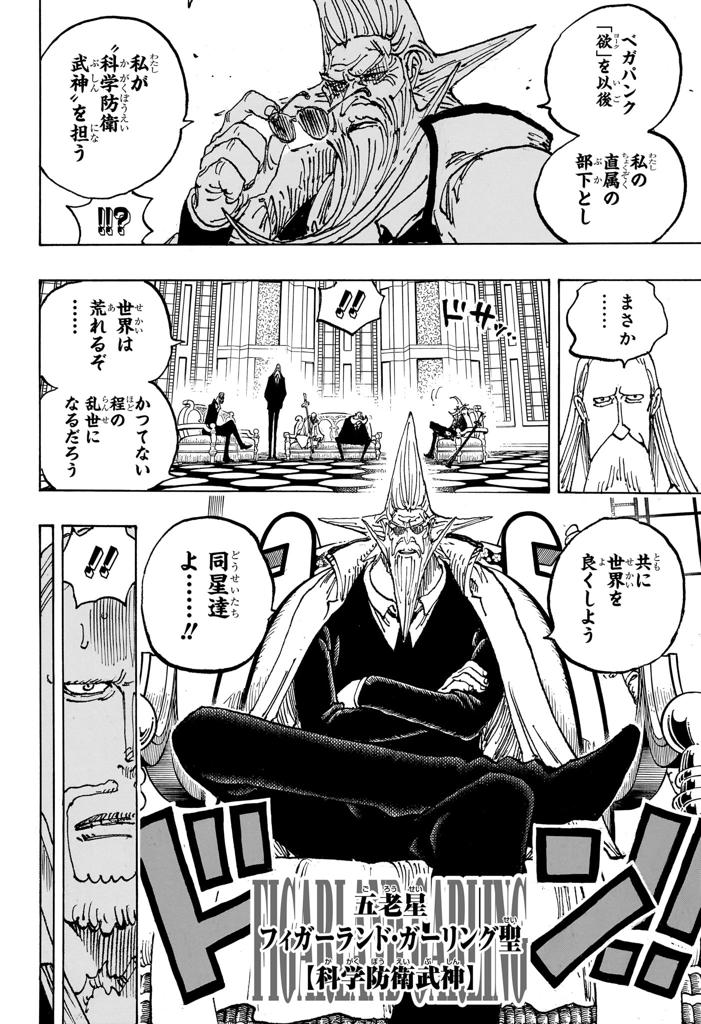 ベガパンク
「欲」を以後
私の
直属の
部下とし
私が
〝科学防衛
武神〟を担う
!!?
まさか
……
ドサッ…
!!
世界は
荒れるぞ
……
かつてない
程の
乱世に
なるだろう
共に
世界を
良くしよう
同星達
よ……!!
!!
ドン!!
FIGARLAND GARLING
五老星
フィガーランド・ガーリング聖
【科学防衛武神】